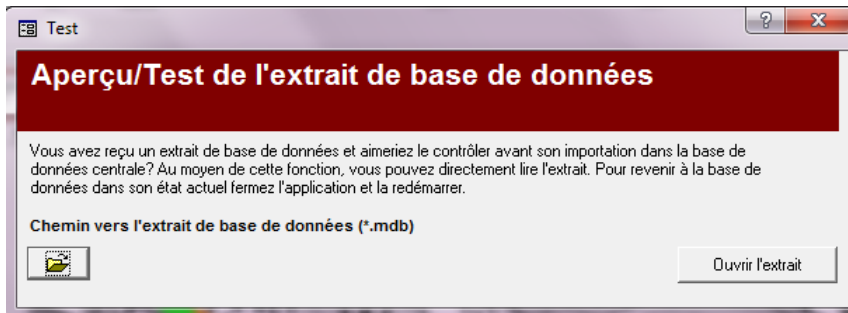 Test
Aperçu/Test de l'extrait de base de données
Vous avez reçu un extrait de base de données et aimeriez le contrôler avant son importation dans la base de
données centrale? Au moyen de cette fonction, vous pouvez directement lire l'extrait. Pour revenir à la base de
données dans son état actuel fermez l'application et la redémarrer.
Chemin vers l'extrait de base de données (*.mdb)
Ouvrir l'extrait